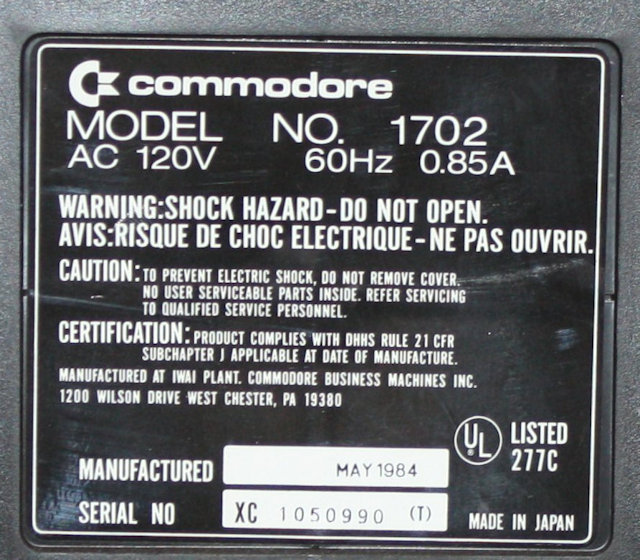 commodore
MODEL NO. 1702
AC 120V 60Hz 0.85A
WARNING:SHOCK HAZARD-DO NOT OPEN.
AVIS:RISQUE DE CHOC ELECTRIQUE-NE PAS OUVRIR.
CAUTION: TO PREVENT ELECTRIC SHOCK, DO NOT REMOVE COVER.
NO USER SERVICEABLE PARTS INSIDE. REFER SERVICING
TO QUALIFIED SERVICE PERSONNEL.
CERTIFICATION: PRODUCT COMPLIES WITH DHHS RULE 21 CFR
SUBCHAPTER J APPLICABLE AT DATE OF MANUFACTURE.
MANUFACTURED AT IWAI PLANT. COMMODORE BUSINESS MACHINES INC.
1200 WILSON DRIVE WEST CHESTER, PA 19380
UL LISTED
277C
MANUFACTURED MAY 1984
SERIAL NO XC 1050990 (T)
MADE IN JAPAN